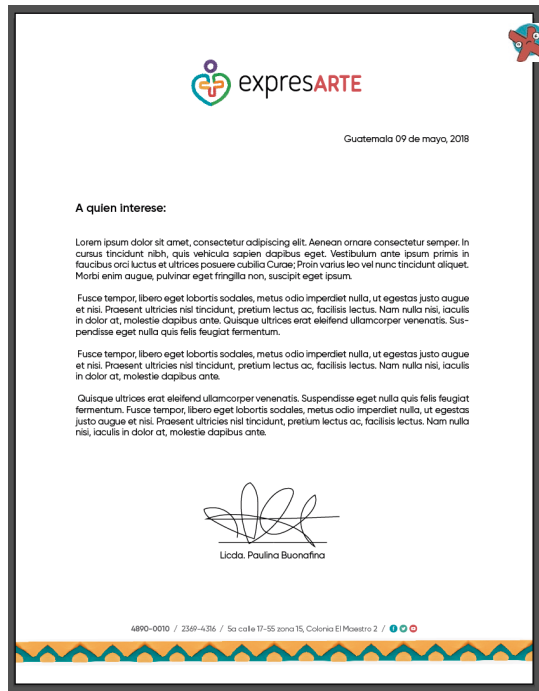 expresARTE
Guatemala 09 de mayo, 2018
A quien interese:
Lorem ipsum dolor sit amet, consectetur adipiscing elit. Aenean ornare consectetur semper. In
cursus tincidunt nibh, quis vehicula sapien dapibus eget. Vestibulum ante ipsum primis in
faucibus orci luctus et ultrices posuere cubilia Curae; Proin varius leo vel nunc tincidunt aliquet.
Morbi enim augue, pulvinar eget fringilla non, suscipit eget ipsum.
Fusce tempor, libero eget lobortis sodales, metus odio imperdiet nulla, ut egestas justo augue
et nisi. Praesent ultricies nisl tincidunt, pretium lectus ac, facilisis lectus. Nam nulla nisi, iaculis
in dolor at, molestie dapibus ante. Quisque ultrices erat eleifend ullamcorper venenatis. Sus-
pendisse eget nulla quis felis feugiat fermentum.
Fusce tempor, libero eget lobortis sodales, metus odio imperdiet nulla, ut egestas justo augue
et nisi. Praesent ultricies nisl tincidunt, pretium lectus ac, facilisis lectus. Nam nulla nisi, iaculis
in dolor at, molestie dapibus ante.
Quisque ultrices erat eleifend ullamcorper venenatis. Suspendisse eget nulla quis felis feugiat
fermentum. Fusce tempor, libero eget lobortis sodales, metus odio imperdiet nulla, ut egestas
justo augue et nisi. Praesent ultricies nisl tincidunt, pretium lectus ac, facilisis lectus. Nam nulla
nisi, iaculis in dolor at, molestie dapibus ante.
Licda. Paulina Buonafina
4890-0010 / 2369-4316 / 5a calle 17-55 zona 15, Colonia El Maestro 2 /